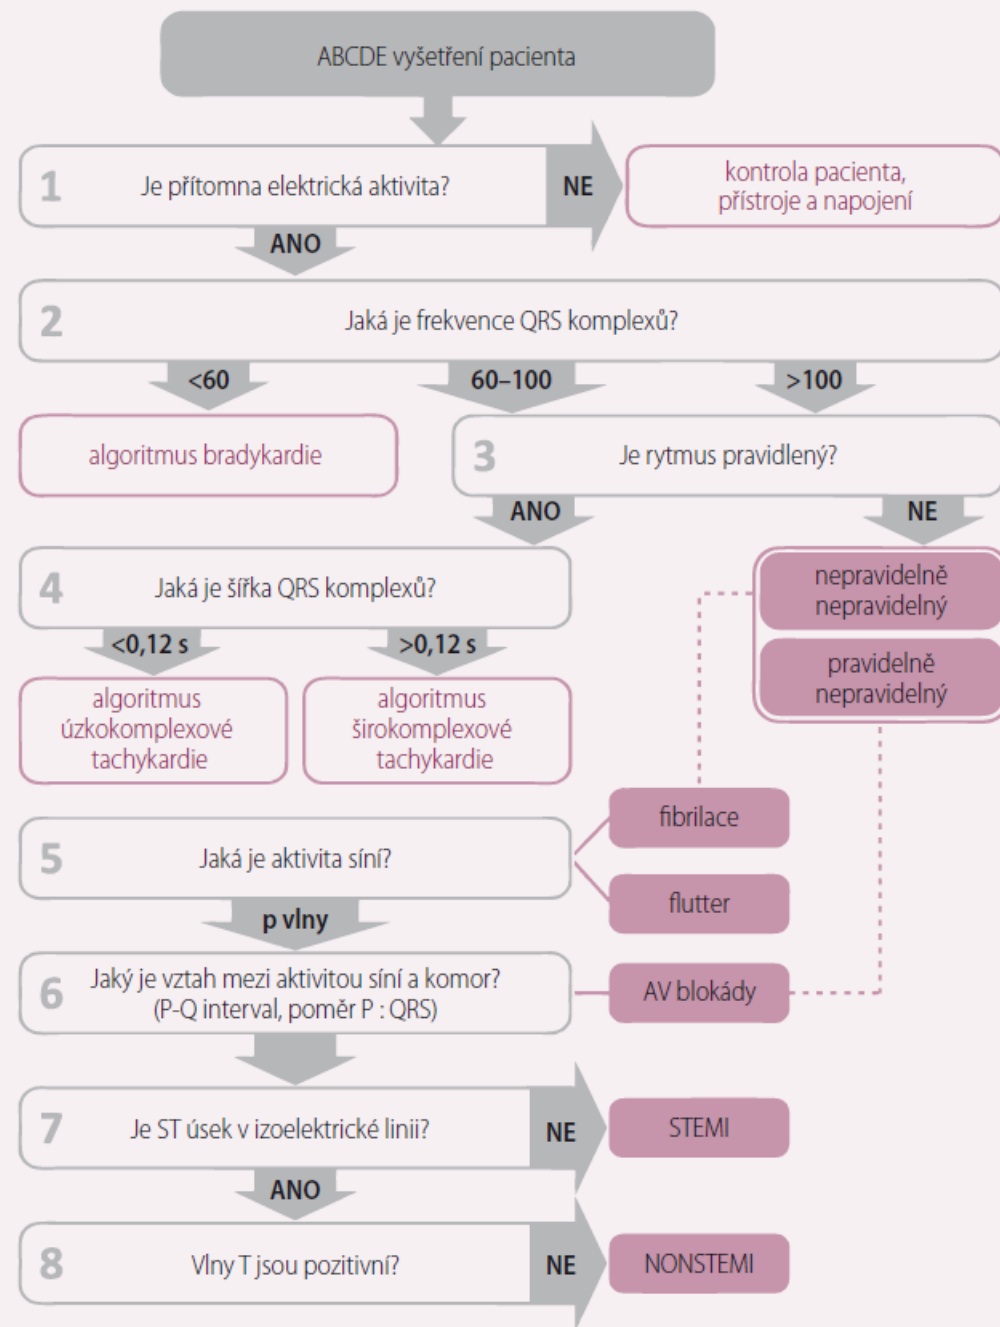 ABCDE vyšetření pacienta
1
Je přítomna elektrická aktivita?
NE
kontrola pacienta,
přístroje a napojení
ANO
2
Jaká je frekvence QRS komplexů?
<60
60–100
>100
algoritmus bradykardie
3
Je rytmus pravidlený?
ANO
NE
4
Jaká je šířka QRS komplexů?
nepravidelně
nepravidelný
<0,12 s
>0,12 s
pravidelně
nepravidelný
algoritmus
úzkokomplexové
tachykardie
algoritmus
širokomplexové
tachykardie
fibrilace
5
Jaká je aktivita síní?
flutter
p vlny
6
Jaký je vztah mezi aktivitou síní a komor?
(P-Q interval, poměr P : QRS)
AV blokády
7
Je ST úsek v izoelektrické linii?
NE
STEMI
ANO
8
Vlny T jsou pozitivní?
NE
NONSTEMI